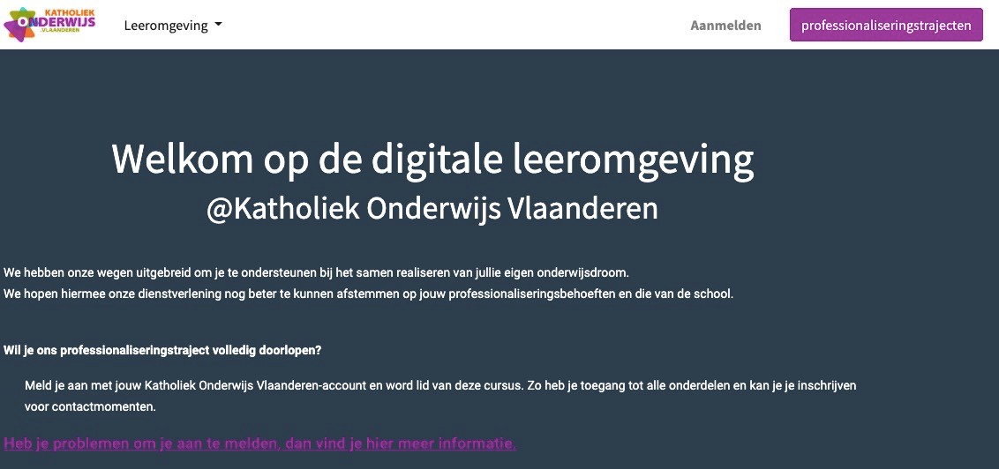 KATHOLIEK
ONDERWIJS
.VLAANDEREN
Leeromgeving
Aanmelden
professionaliseringstrajecten
Welkom op de digitale leeromgeving
@Katholiek Onderwijs Vlaanderen
We hebben onze wegen uitgebreid om je te ondersteunen bij het samen realiseren van jullie eigen onderwijsdroom.
We hopen hiermee onze dienstverlening nog beter te kunnen afstemmen op jouw professionaliseringsbehoeften en die van de school.
Wil je ons professionaliseringstraject volledig doorlopen?
Meld je aan met jouw Katholiek Onderwijs Vlaanderen-account en word lid van deze cursus. Zo heb je toegang tot alle onderdelen en kan je je inschrijven
voor contactmomenten.
Heb je problemen om je aan te melden, dan vind je hier meer informatie.